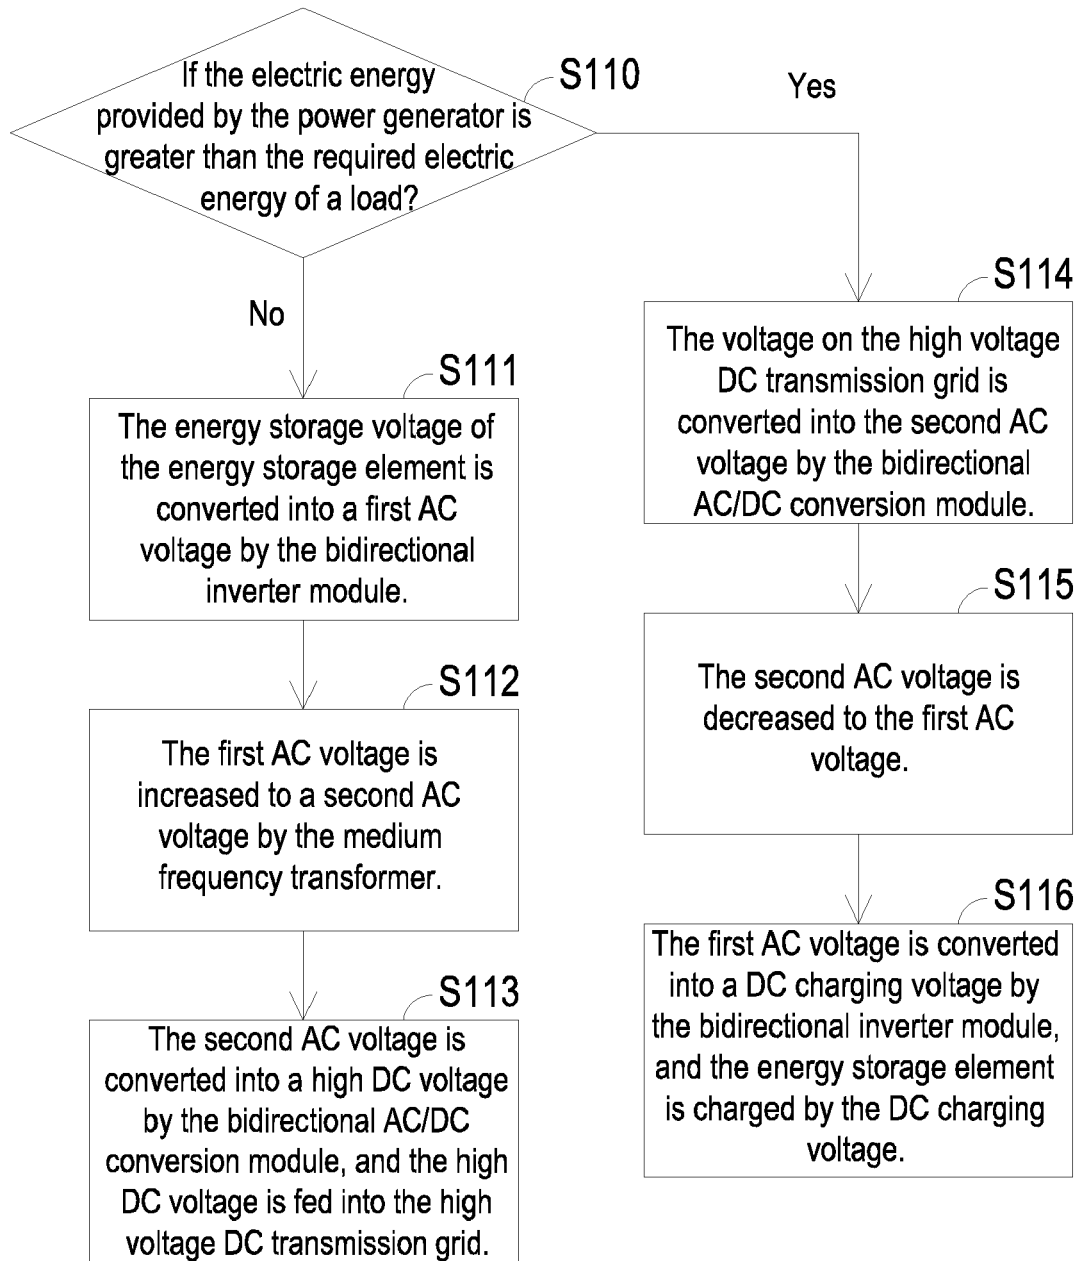 If the electric energy
provided by the power generator is
greater than the required electric
energy of a load?
S110
Yes
No
S111
The energy storage voltage of
the energy storage element is
converted into a first AC
voltage by the bidirectional
inverter module.
S112
The first AC voltage is
increased to a second AC
voltage by the medium
frequency transformer.
S113
The second AC voltage is
converted into a high DC voltage
by the bidirectional AC/DC
conversion module, and the high
DC voltage is fed into the high
voltage DC transmission grid.
S114
The voltage on the high voltage
DC transmission grid is
converted into the second AC
voltage by the bidirectional
AC/DC conversion module.
S115
The second AC voltage is
decreased to the first AC
voltage.
S116
The first AC voltage is converted
into a DC charging voltage by
the bidirectional inverter module,
and the energy storage element
is charged by the DC charging
voltage.